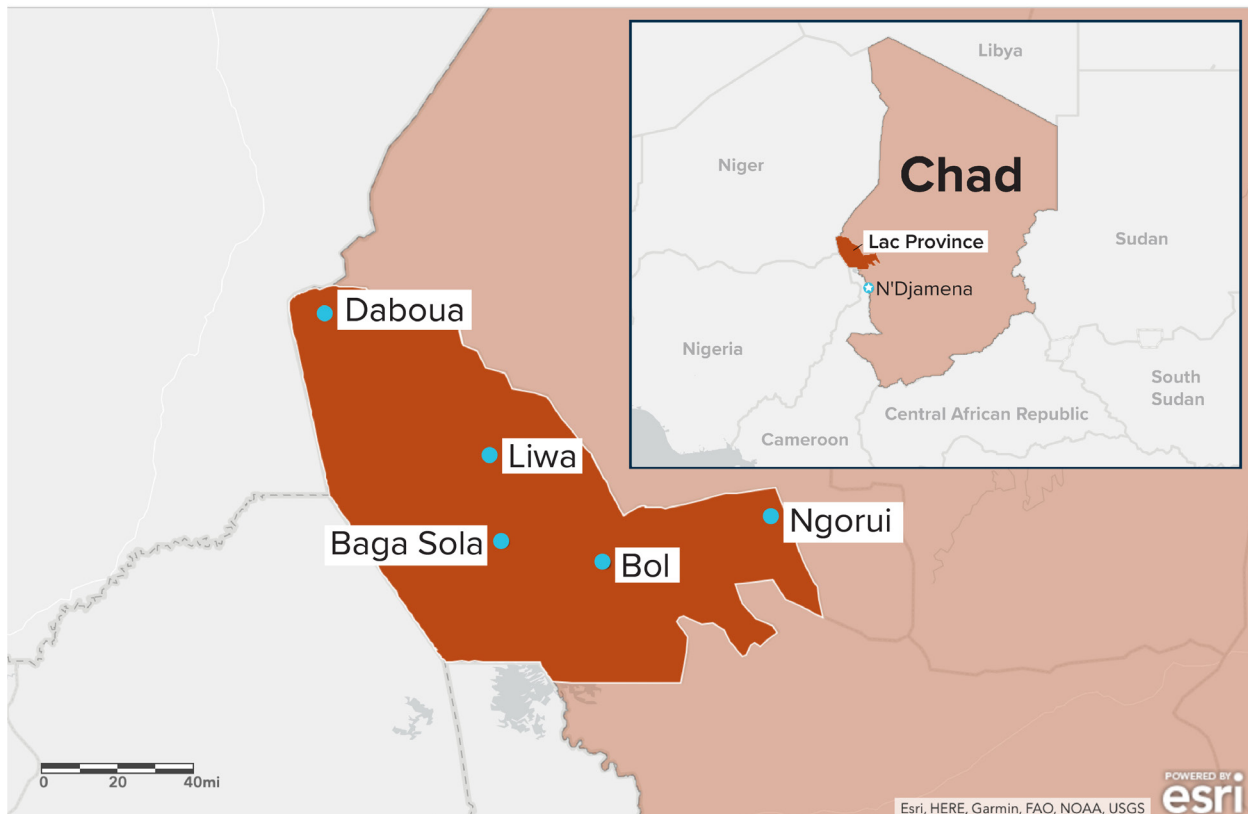 Libya
Niger
Chad
Lac Province
Sudan
N'Djamena
Nigeria
South
Sudan
Central African Republic
Cameroon
Daboua
Liwa
Ngorui
Baga Sola
Bol
0 20 40mi
POWERED BY
esri
Esri, HERE, Garmin, FAO, NOAA, USGS